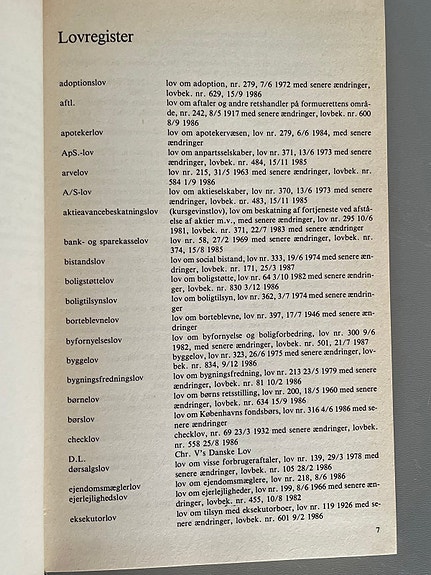 Lovregister
adoptionslov lov om adoption, nr. 279, 7/6 1972 med senere ændringer,
lovbek. nr. 629, 15/9 1986
aftl. lov om aftaler og andre retshandler på formuerettens områ-
de, nr. 242, 8/5 1917 med senere ændringer, lovbek. nr. 600
8/9 1986
apotekerlov lov om apotekervæsen, lov nr. 279, 6/6 1984, med senere
ændringer
ApS.-lov lov om anpartsselskaber, lov nr. 371, 13/6 1973 med senere
ændringer, lovbek. nr. 484, 15/11 1985
arvelov lov nr. 215, 31/5 1963 med senere ændringer, lovbek. nr.
584 1/9 1986
A/S-lov lov om aktieselskaber, lov nr. 370, 13/6 1973 med senere
ændringer, lovbek. nr. 483, 15/11 1985
aktieavancebeskatningslov (kursgevinstlov), lov om beskatning af fortjeneste ved afstå-
else af aktier m.v., med senere ændringer, lov nr. 295 10/6
1981, lovbek. nr. 371, 22/7 1983 med senere ændringer
bank- og sparekasselov lov nr. 58, 27/2 1969 med senere ændringer, lovbek. nr.
374, 15/8 1985
bistandslov lov om social bistand, lov nr. 333, 19/6 1974 med senere æn-
dringer, lovbek. nr. 171, 25/3 1987
boligstøttelov lov om boligstøtte, lov nr. 64 3/10 1982 med senere ændrin-
ger, lovbek. nr. 830 3/12 1986
boligtilsynslov lov om boligtilsyn, lov nr. 362, 3/7 1974 med senere ændrin-
ger
borteblevnelov lov om borteblevne, lov nr. 397, 17/7 1946 med senere æn-
dringer
byfornyelseslov lov om byfornyelse og boligforbedring, lov nr. 300 9/6
1982, med senere ændringer, lovbek. nr. 501, 21/7 1987
byggelov byggelov, lov nr. 323, 26/6 1975 med senere ændringer, lov-
bek. nr. 834, 9/12 1986
bygningsfredningslov lov om bygningsfredning, lov nr. 213 23/5 1979 med senere
ændringer, lovbek. nr. 81 10/2 1986
børnelov lov om børns retsstilling, lov nr. 200, 18/5 1960 med senere
ændringer, lovbek. nr. 634 15/9 1986
børslov lov om Københavns fondsbørs, lov nr. 316 4/6 1986 med se-
nere ændringer
checklov checklov, nr. 69 23/3 1932 med senere ændringer, lovbek.
nr. 558 25/8 1986
D.L. Chr. V's Danske Lov
dørsalgslov lov om visse forbrugeraftaler, lov nr. 139, 29/3 1978 med
senere ændringer, lovbek. nr. 105 28/2 1986
ejendomsmæglerlov lov om ejendomsmæglere, lov nr. 218, 8/6 1966
ejerlejlighedslov lov om ejerlejligheder, lov nr. 199, 8/6 1966 med senere æn-
dringer, lovbek. nr. 455, 10/8 1982
eksekutorlov lov om tilsyn med eksekutorboer, lov nr. 119 1926 med se-
nere ændringer, lovbek. nr. 601 9/2 1986
7